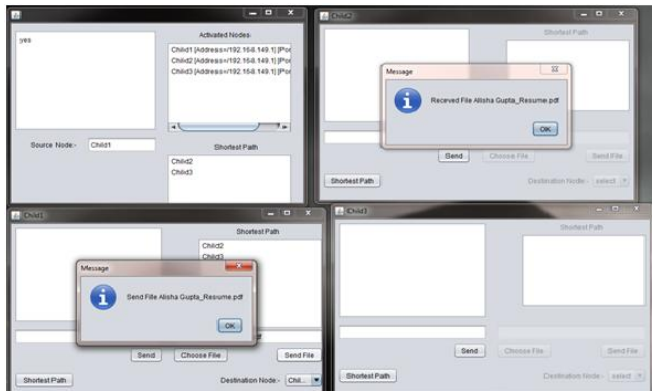 yes
Activated Nodes:
Child1 [Address=/192.168.149.1] [Por
Child2 [Address=/192.168.149.1] [Por
Child3 [Address=/192.168.149.1] [Por
Source Node:- Child1
Shortest Path
Child2
Child3
Child2
Shortest Path
Message
Receved File Alisha Gupta_Resume.pdf
OK
Send Choose File Send File
Shortest Path Destination Node:- select
Child1
Shortest Path
Child2
Child3
Message
Send File Alisha Gupta_Resume.pdf
OK
Send Choose File Send File
Shortest Path Destination Node:- Chil...
Child3
Shortest Path
Send Choose File Send File
Shortest Path Destination Node:- select